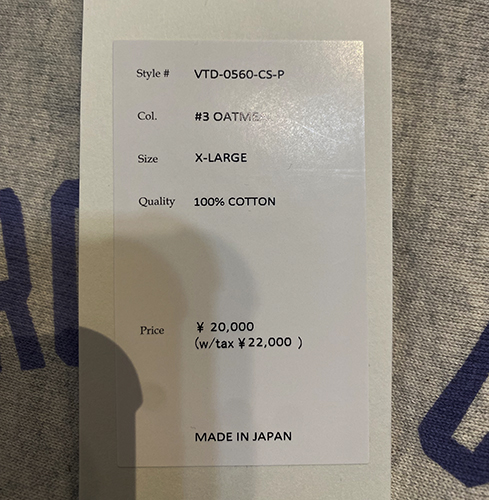 Style # VTD-0560-CS-P
Col. #3 OATME
Size X-LARGE
Quality 100% COTTON
Price ¥ 20,000
(w/tax ¥22,000 )
MADE IN JAPAN